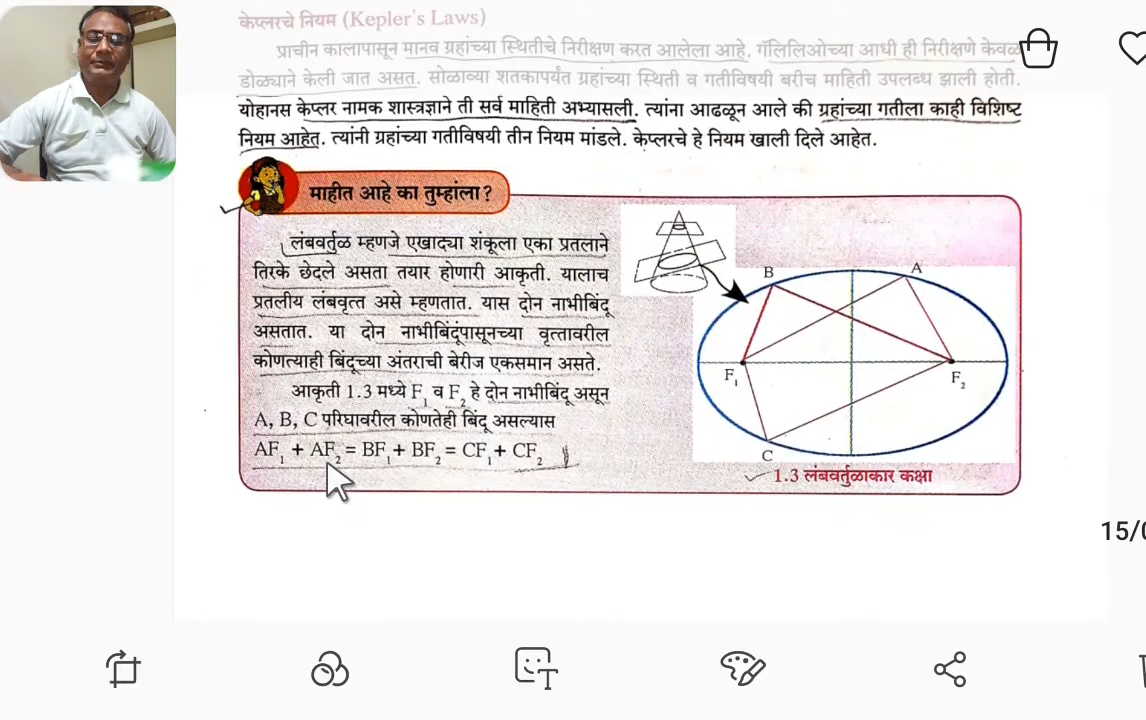 केप्लरचे नियम (Kepler's Laws)
प्राचीन कालापासून मानव ग्रहांच्या स्थितीचे निरीक्षण करत आलेला आहे. गॅलिलिओच्या आधी ही निरीक्षणे केवळ
डोळ्याने केली जात असत. सोळाव्या शतकापर्यंत ग्रहांच्या स्थिती व गतीविषयी बरीच माहिती उपलब्ध झाली होती.
योहानस केप्लर नामक शास्त्रज्ञाने ती सर्व माहिती अभ्यासली. त्यांना आढळून आले की ग्रहांच्या गतीला काही विशिष्ट
नियम आहेत. त्यांनी ग्रहांच्या गतीविषयी तीन नियम मांडले. केप्लरचे हे नियम खाली दिले आहेत.
माहीत आहे का तुम्हांला?
लंबवर्तुळ म्हणजे एखाद्या शंकूला एका प्रतलाने
तिरके छेदले असता तयार होणारी आकृती. यालाच
प्रतलीय लंबवृत्त असे म्हणतात. यास दोन नाभीबिंदू
असतात. या दोन नाभीबिंदूंपासूनच्या वृत्तावरील
कोणत्याही बिंदूच्या अंतराची बेरीज एकसमान असते.
आकृती 1.3 मध्ये F₁ व F₂ हे दोन नाभीबिंदू असून
A, B, C परिघावरील कोणतेही बिंदू असल्यास
AF₁ + AF₂ = BF₁ + BF₂ = CF₁ + CF₂
B
A
F₁
F₂
C
1.3 लंबवर्तुळाकार कक्षा
15/0
T